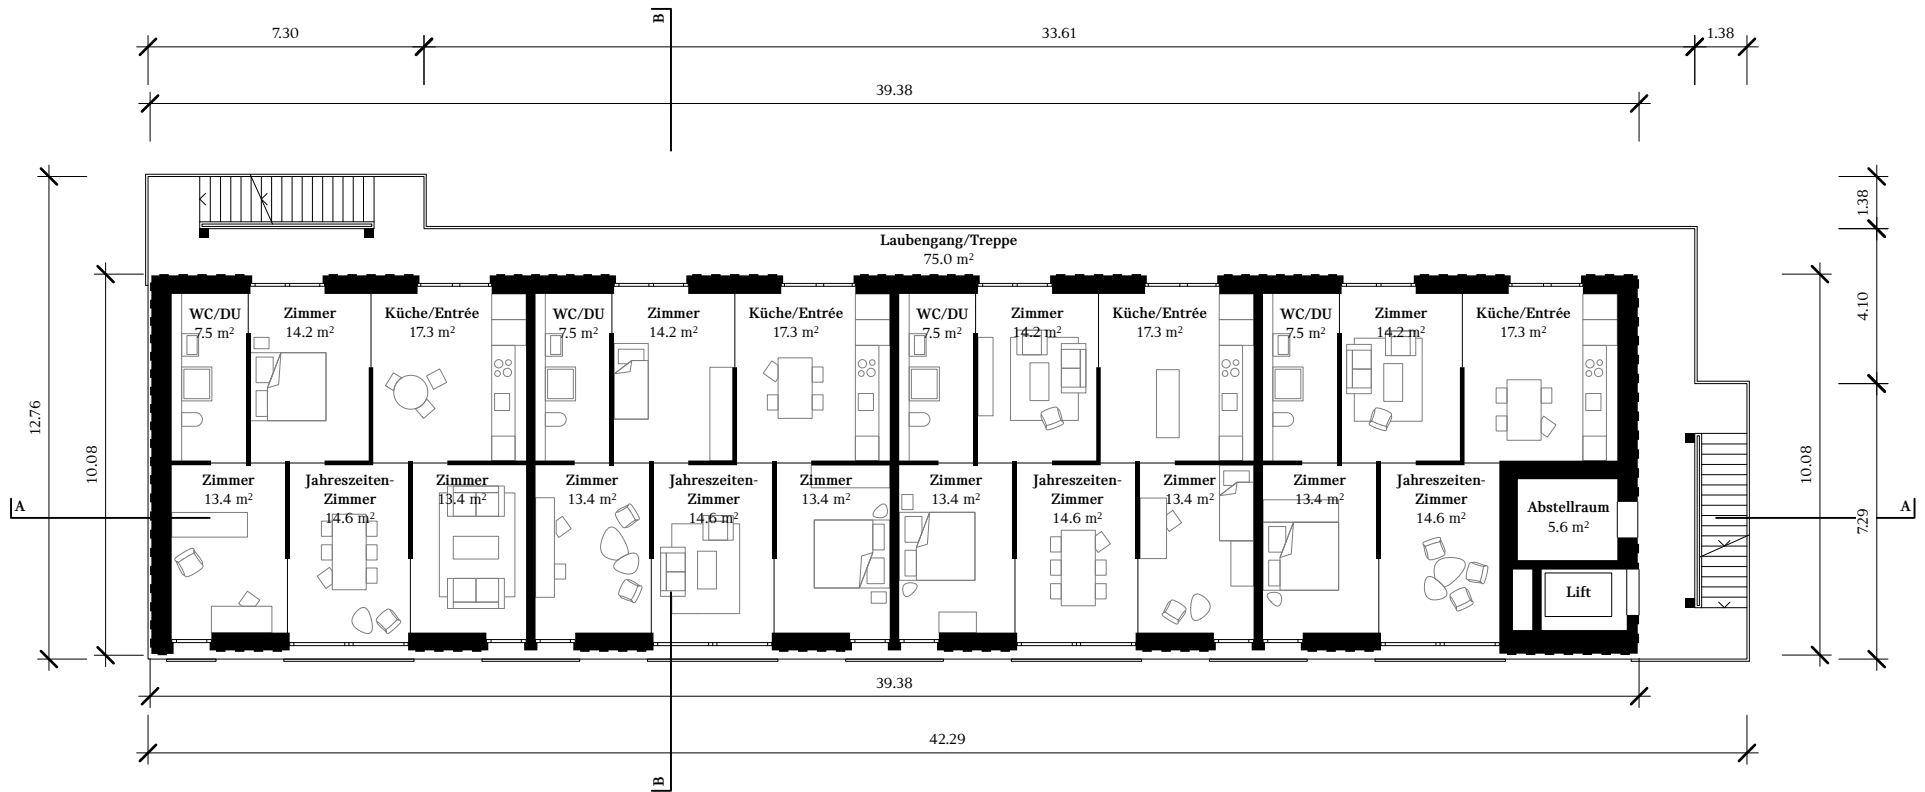 B
7.30
33.61
1.38
39.38
Laubengang/Treppe
75.0 m²
WC/DU
7.5 m²
Zimmer
14.2 m²
Küche/Entrée
17.3 m²
WC/DU
7.5 m²
Zimmer
14.2 m²
Küche/Entrée
17.3 m²
WC/DU
7.5 m²
Zimmer
14.2 m²
Küche/Entrée
17.3 m²
WC/DU
7.5 m²
Zimmer
14.2 m²
Küche/Entrée
17.3 m²
12.76
10.08
1.38
4.10
10.08
7.29
A
Zimmer
13.4 m²
Jahreszeiten-
Zimmer
14.6 m²
Zimmer
13.4 m²
Zimmer
13.4 m²
Jahreszeiten-
Zimmer
14.6 m²
Zimmer
13.4 m²
Zimmer
13.4 m²
Jahreszeiten-
Zimmer
14.6 m²
Zimmer
13.4 m²
Zimmer
13.4 m²
Jahreszeiten-
Zimmer
14.6 m²
Abstellraum
5.6 m²
Lift
A
39.38
42.29
B